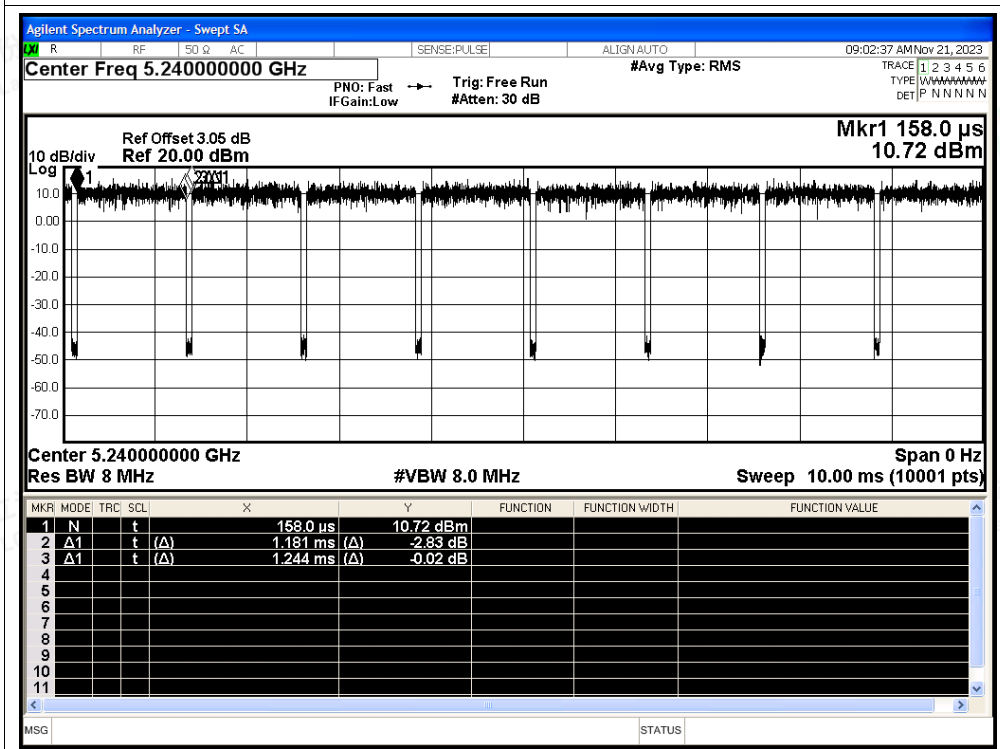 Agilent Spectrum Analyzer - Swept SA
LXI R RF 50 Ω AC SENSE:PULSE ALIGN AUTO 09:02:37 AM Nov 21, 2023
Center Freq 5.240000000 GHz #Avg Type: RMS TRACE 1 2 3 4 5 6
PNO: Fast Trig: Free Run TYPE WWWWWW
IFGain:Low #Atten: 30 dB DET P N N N N N
Mkr1 158.0 µs
Ref Offset 3.05 dB
10 dB/div Ref 20.00 dBm 10.72 dBm
Log
1
10.0
0.00
-10.0
-20.0
-30.0
-40.0
-50.0
-60.0
-70.0
Center 5.240000000 GHz Span 0 Hz
Res BW 8 MHz #VBW 8.0 MHz Sweep 10.00 ms (10001 pts)
MKR MODE TRC SCL X Y FUNCTION FUNCTION WIDTH FUNCTION VALUE
1 N t 158.0 µs 10.72 dBm
2 Δ1 t (Δ) 1.181 ms (Δ) -2.83 dB
3 Δ1 t (Δ) 1.244 ms (Δ) -0.02 dB
4
5
6
7
8
9
10
11
MSG STATUS